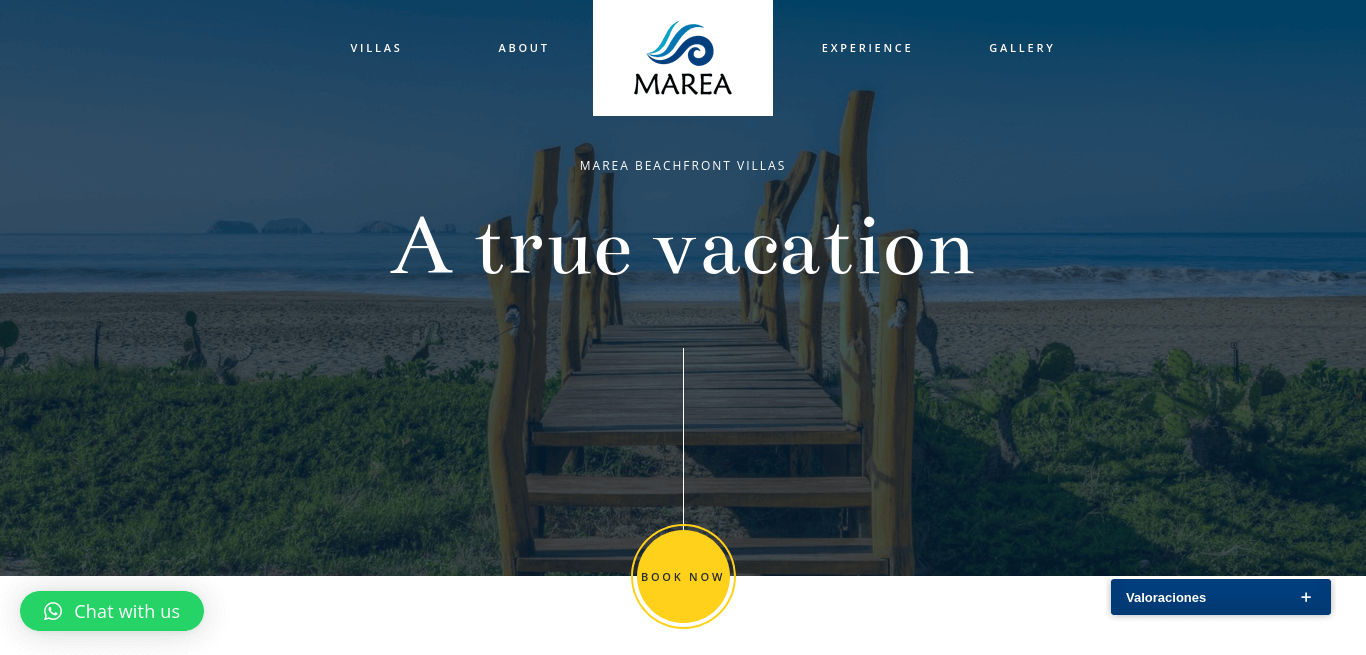 VILLAS
ABOUT
MAREA
EXPERIENCE
GALLERY
MAREA BEACHFRONT VILLAS
A true vacation
BOOK NOW
Chat with us
Valoraciones +